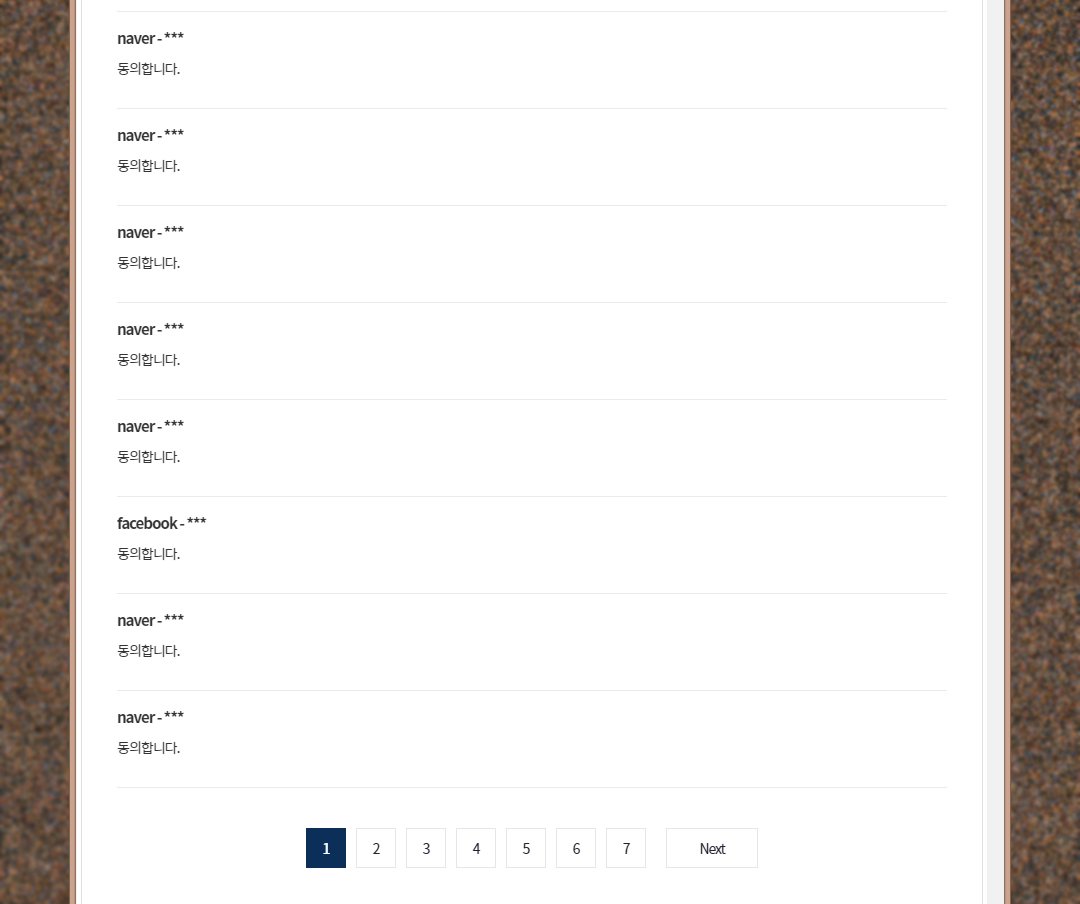 naver - ***
동의합니다.
naver - ***
동의합니다.
naver - ***
동의합니다.
naver - ***
동의합니다.
naver - ***
동의합니다.
facebook - ***
동의합니다.
naver - ***
동의합니다.
naver - ***
동의합니다.
1 2 3 4 5 6 7 Next